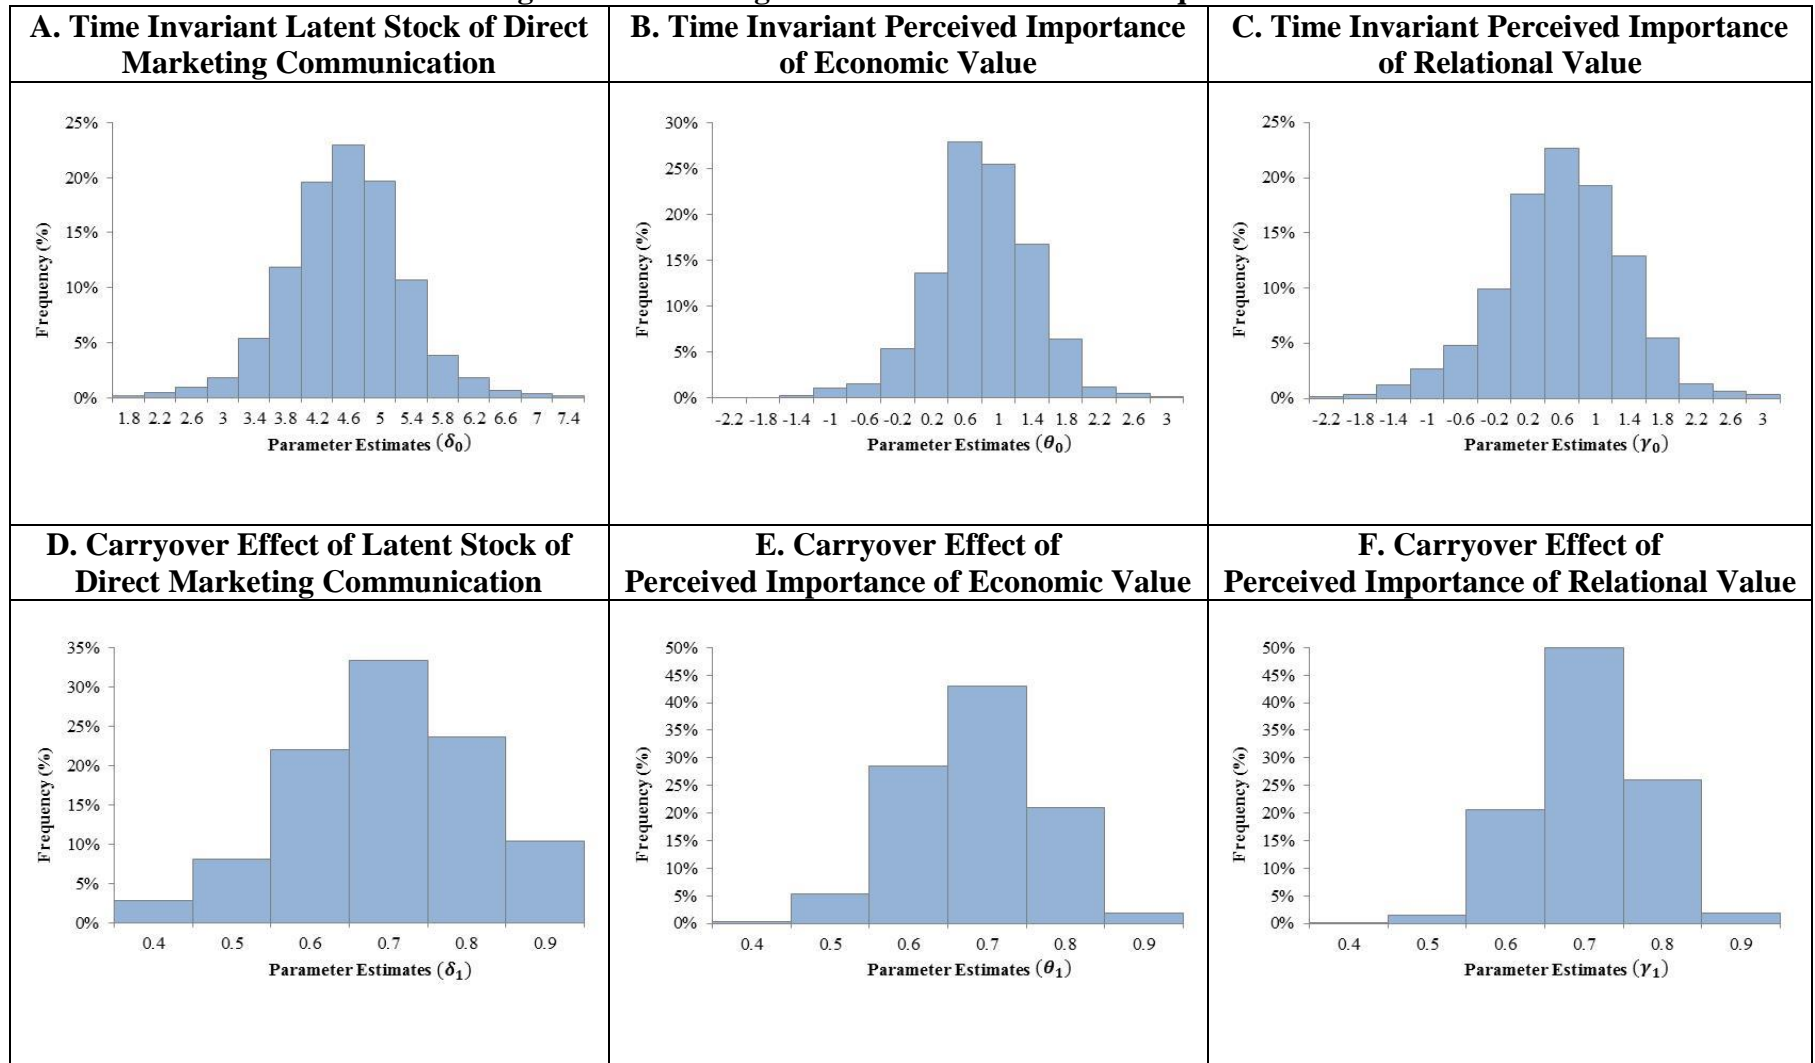 A. Time Invariant Latent Stock of Direct
Marketing Communication
B. Time Invariant Perceived Importance
of Economic Value
C. Time Invariant Perceived Importance
of Relational Value
25%
20%
15%
10%
5%
0%
Frequency (%)
1.8 2.2 2.6 3 3.4 3.8 4.2 4.6 5 5.4 5.8 6.2 6.6 7 7.4
Parameter Estimates (δ₀)
30%
25%
20%
15%
10%
5%
0%
Frequency (%)
-2.2 -1.8 -1.4 -1 -0.6 -0.2 0.2 0.6 1 1.4 1.8 2.2 2.6 3
Parameter Estimates (θ₀)
25%
20%
15%
10%
5%
0%
Frequency (%)
-2.2 -1.8 -1.4 -1 -0.6 -0.2 0.2 0.6 1 1.4 1.8 2.2 2.6 3
Parameter Estimates (γ₀)
D. Carryover Effect of Latent Stock of
Direct Marketing Communication
E. Carryover Effect of
Perceived Importance of Economic Value
F. Carryover Effect of
Perceived Importance of Relational Value
35%
30%
25%
20%
15%
10%
5%
0%
Frequency (%)
0.4 0.5 0.6 0.7 0.8 0.9
Parameter Estimates (δ₁)
50%
45%
40%
35%
30%
25%
20%
15%
10%
5%
0%
Frequency (%)
0.4 0.5 0.6 0.7 0.8 0.9
Parameter Estimates (θ₁)
50%
45%
40%
35%
30%
25%
20%
15%
10%
5%
0%
Frequency (%)
0.4 0.5 0.6 0.7 0.8 0.9
Parameter Estimates (γ₁)